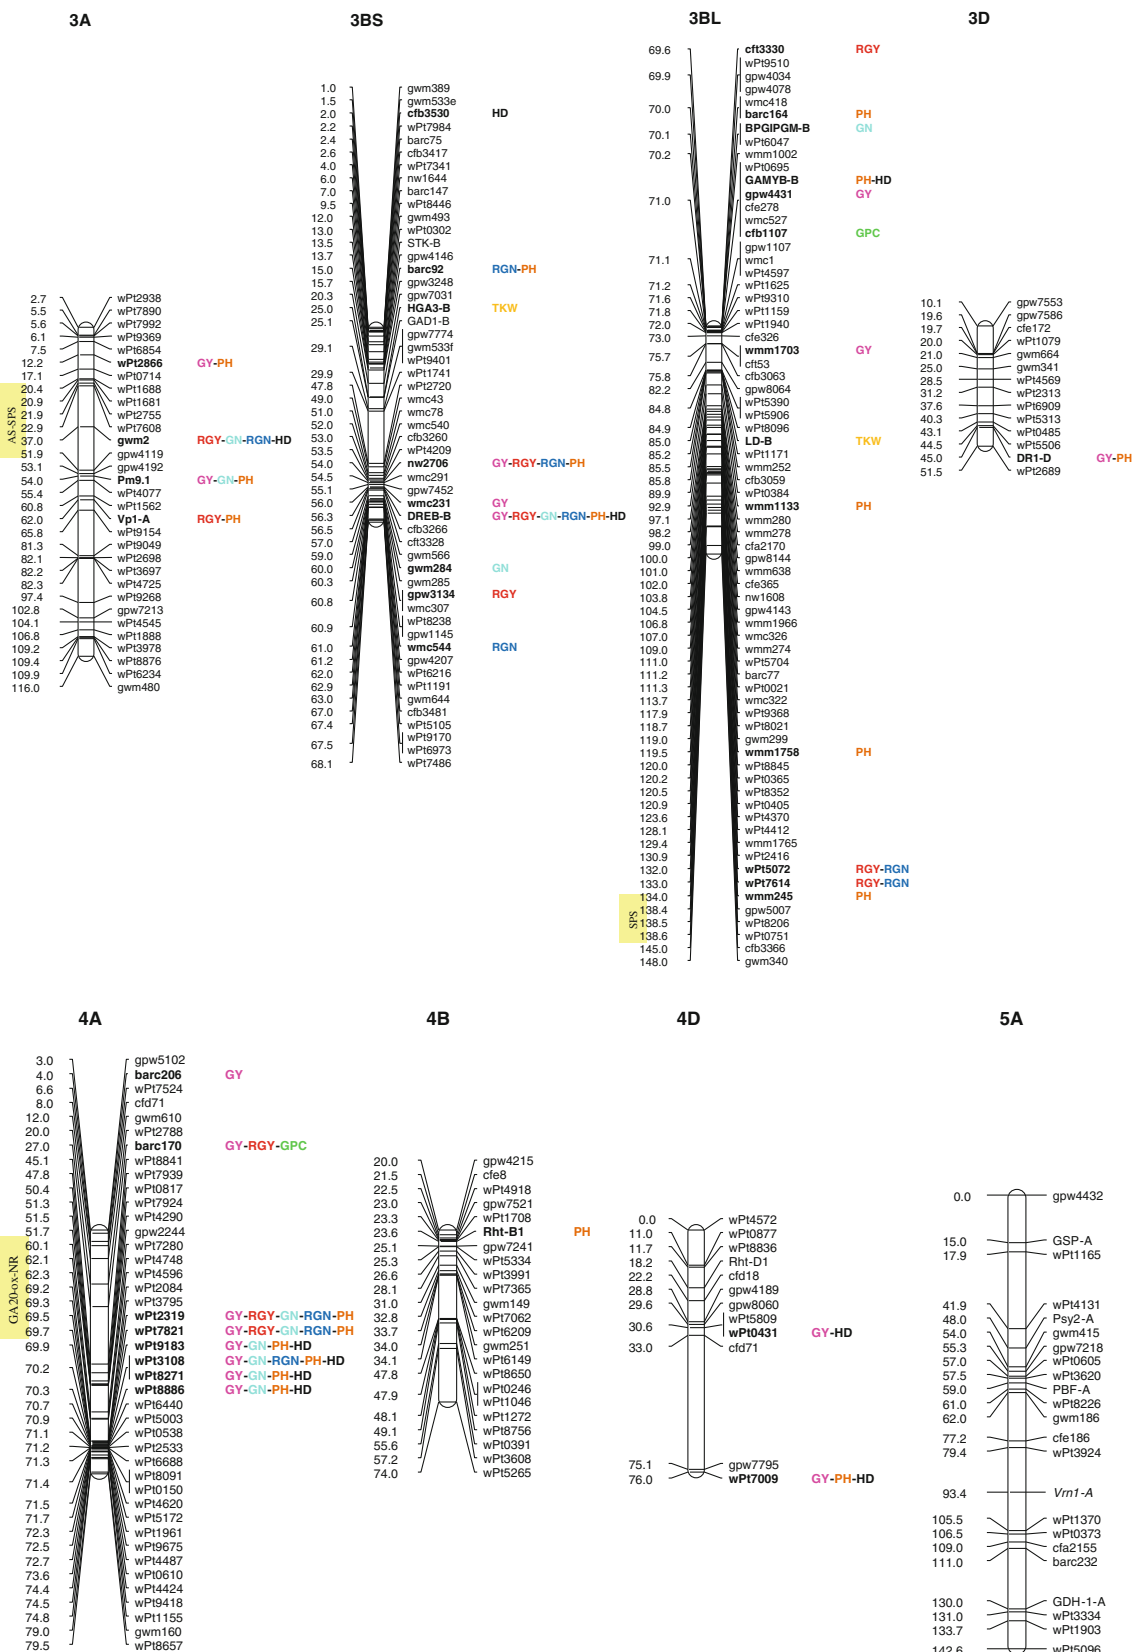 3A
2.7 wPt2938
5.5 wPt7890
5.6 wPt7992
6.1 wPt9369
7.5 wPt6854
12.2 wPt2866 GY-PH
17.1 wPt0714
20.4 wPt1688
20.9 wPt1681
21.9 wPt2755
22.9 wPt7608
37.0 gwm2 RGY-GN-RGN-HD
51.9 gpw4119
53.1 gpw4192
54.0 Pm9.1 GY-GN-PH
55.4 wPt4077
60.8 wPt1562
62.0 Vp1-A RGY-PH
65.8 wPt9154
81.3 wPt9049
82.1 wPt2698
82.2 wPt3697
82.3 wPt4725
97.4 wPt9268
102.8 gpw7213
104.1 wPt4545
106.8 wPt1888
109.2 wPt3978
109.4 wPt8876
109.9 wPt6234
116.0 gwm480
AS-SPS
3BS
1.0 gwm389
1.5 gwm533e
2.0 cfb3530 HD
2.2 wPt7984
2.4 barc75
2.6 cfb3417
4.0 wPt7341
6.0 nw1644
7.0 barc147
9.5 wPt8446
12.0 gwm493
13.0 wPt0302
13.5 STK-B
13.7 gpw4146
15.0 barc92 RGN-PH
15.7 gpw3248
20.3 gpw7031
25.0 HGA3-B TKW
25.1 GAD1-B
gpw7774
29.1 gwm533f
wPt9401
29.9 wPt1741
47.8 wPt2720
49.0 wmc43
51.0 wmc78
52.0 wmc540
53.0 cfb3260
53.5 wPt4209
54.0 nw2706 GY-RGY-RGN-PH
54.5 wmc291
55.1 gpw7452
56.0 wmc231 GY
56.3 DREB-B GY-RGY-GN-RGN-PH-HD
56.5 cfb3266
57.0 cft3328
59.0 gwm566
60.0 gwm284 GN
60.3 gwm285
60.8 gpw3134 RGY
wmc307
60.9 wPt8238
gpw1145
61.0 wmc544 RGN
61.2 gpw4207
62.0 wPt6216
62.9 wPt1191
63.0 gwm644
67.0 cfb3481
67.4 wPt5105
67.5 wPt9170
wPt6973
68.1 wPt7486
3BL
69.6 cft3330 RGY
wPt9510
69.9 gpw4034
gpw4078
wmc418
70.0 barc164 PH
BPGIPGM-B GN
70.1 wPt6047
70.2 wmm1002
wPt0695
GAMYB-B PH-HD
gpw4431 GY
71.0 cfe278
wmc527
cfb1107 GPC
gpw1107
71.1 wmc1
wPt4597
71.2 wPt1625
71.6 wPt9310
71.8 wPt1159
72.0 wPt1940
73.0 cfe326
75.7 wmm1703 GY
cft53
75.8 cfb3063
82.2 gpw8064
84.8 wPt5390
wPt5906
84.9 wPt8096
85.0 LD-B TKW
85.2 wPt1171
85.5 wmm252
85.8 cfb3059
89.9 wPt0384
92.9 wmm1133 PH
97.1 wmm280
98.2 wmm278
99.0 cfa2170
100.0 gpw8144
101.0 wmm638
102.0 cfe365
103.8 nw1608
104.5 gpw4143
106.8 wmm1966
107.0 wmc326
109.0 wmm274
111.0 wPt5704
111.2 barc77
111.3 wPt0021
113.7 wmc322
117.9 wPt9368
118.7 wPt8021
119.0 gwm299
119.5 wmm1758 PH
120.0 wPt8845
120.2 wPt0365
120.5 wPt8352
120.9 wPt0405
123.6 wPt4370
128.1 wPt4412
129.4 wmm1765
130.9 wPt2416
132.0 wPt5072 RGY-RGN
133.0 wPt7614 RGY-RGN
134.0 wmm245 PH
138.4 gpw5007
138.5 wPt8206
138.6 wPt0751
145.0 cfb3366
148.0 gwm340
SPS
3D
10.1 gpw7553
19.6 gpw7586
19.7 cfe172
20.0 wPt1079
21.0 gwm664
25.0 gwm341
28.5 wPt4569
31.2 wPt2313
37.6 wPt6909
40.3 wPt5313
43.1 wPt0485
44.5 wPt5506
45.0 DR1-D GY-PH
51.5 wPt2689
4A
3.0 gpw5102
4.0 barc206 GY
6.6 wPt7524
8.0 cfd71
12.0 gwm610
20.0 wPt2788
27.0 barc170 GY-RGY-GPC
45.1 wPt8841
47.8 wPt7939
50.4 wPt0817
51.3 wPt7924
51.5 wPt4290
51.7 gpw2244
60.1 wPt7280
62.1 wPt4748
62.3 wPt4596
69.2 wPt2084
69.3 wPt3795
69.5 wPt2319 GY-RGY-GN-RGN-PH
69.7 wPt7821 GY-RGY-GN-RGN-PH
69.9 wPt9183 GY-GN-PH-HD
70.2 wPt3108 GY-GN-RGN-PH-HD
wPt8271 GY-GN-PH-HD
70.3 wPt8886 GY-GN-PH-HD
70.7 wPt6440
70.9 wPt5003
71.1 wPt0538
71.2 wPt2533
71.3 wPt6688
71.4 wPt8091
wPt0150
71.5 wPt4620
71.7 wPt5172
72.3 wPt1961
72.5 wPt9675
72.7 wPt4487
73.6 wPt0610
74.4 wPt4424
74.5 wPt9418
74.8 wPt1155
79.0 gwm160
79.5 wPt8657
GA20-ox-NR
4B
20.0 gpw4215
21.5 cfe8
22.5 wPt4918
23.0 gpw7521
23.3 wPt1708
23.6 Rht-B1 PH
25.1 gpw7241
25.3 wPt5334
26.6 wPt3991
28.1 wPt7365
31.0 gwm149
32.8 wPt7062
33.7 wPt6209
34.0 gwm251
34.1 wPt6149
47.8 wPt8650
47.9 wPt0246
wPt1046
48.1 wPt1272
49.1 wPt8756
55.6 wPt0391
57.2 wPt3608
74.0 wPt5265
4D
0.0 wPt4572
11.0 wPt0877
11.7 wPt8836
18.2 Rht-D1
22.2 cfd18
28.8 gpw4189
29.6 gpw8060
30.6 wPt5809
wPt0431 GY-HD
33.0 cfd71
75.1 gpw7795
76.0 wPt7009 GY-PH-HD
5A
0.0 gpw4432
15.0 GSP-A
17.9 wPt1165
41.9 wPt4131
48.0 Psy2-A
54.0 gwm415
55.3 gpw7218
57.0 wPt0605
57.5 wPt3620
59.0 PBF-A
61.0 wPt8226
62.0 gwm186
77.2 cfe186
79.4 wPt3924
93.4 Vrn1-A
105.5 wPt1370
106.5 wPt0373
109.0 cfa2155
111.0 barc232
130.0 GDH-1-A
131.0 wPt3334
133.7 wPt1903
142.6 wPt5096